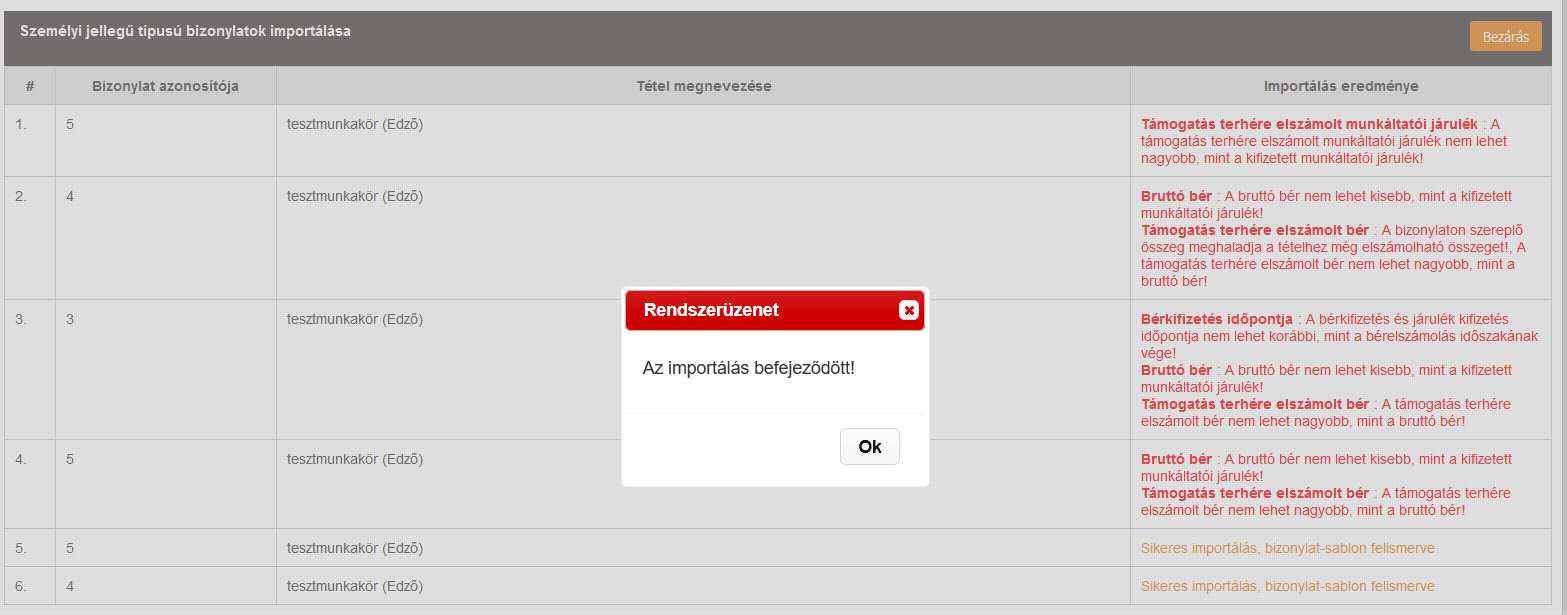 Személyi jellegű típusú bizonylatok importálása
Bezárás
# Bizonylat azonosítója Tétel megnevezése Importálás eredménye
1. 5 tesztmunkakör (Edző) Támogatás terhére elszámolt munkáltatói járulék : A
támogatás terhére elszámolt munkáltatói járulék nem lehet
nagyobb, mint a kifizetett munkáltatói járulék!
2. 4 tesztmunkakör (Edző) Bruttó bér : A bruttó bér nem lehet kisebb, mint a kifizetett
munkáltatói járulék!
Támogatás terhére elszámolt bér : A bizonylaton szereplő
összeg meghaladja a tételhez még elszámolható összeget!, A
támogatás terhére elszámolt bér nem lehet nagyobb, mint a
bruttó bér!
3. 3 tesztmunkakör (Edző) Bérkifizetés időpontja : A bérkifizetés és járulék kifizetés
időpontja nem lehet korábbi, mint a bérelszámolás időszakának
vége!
Bruttó bér : A bruttó bér nem lehet kisebb, mint a kifizetett
munkáltatói járulék!
Támogatás terhére elszámolt bér : A támogatás terhére
elszámolt bér nem lehet nagyobb, mint a bruttó bér!
4. 5 tesztmunkakör (Edző) Bruttó bér : A bruttó bér nem lehet kisebb, mint a kifizetett
munkáltatói járulék!
Támogatás terhére elszámolt bér : A támogatás terhére
elszámolt bér nem lehet nagyobb, mint a bruttó bér!
5. 5 tesztmunkakör (Edző) Sikeres importálás, bizonylat-sablon felismerve
6. 4 tesztmunkakör (Edző) Sikeres importálás, bizonylat-sablon felismerve
Rendszerüzenet
Az importálás befejeződött!
Ok